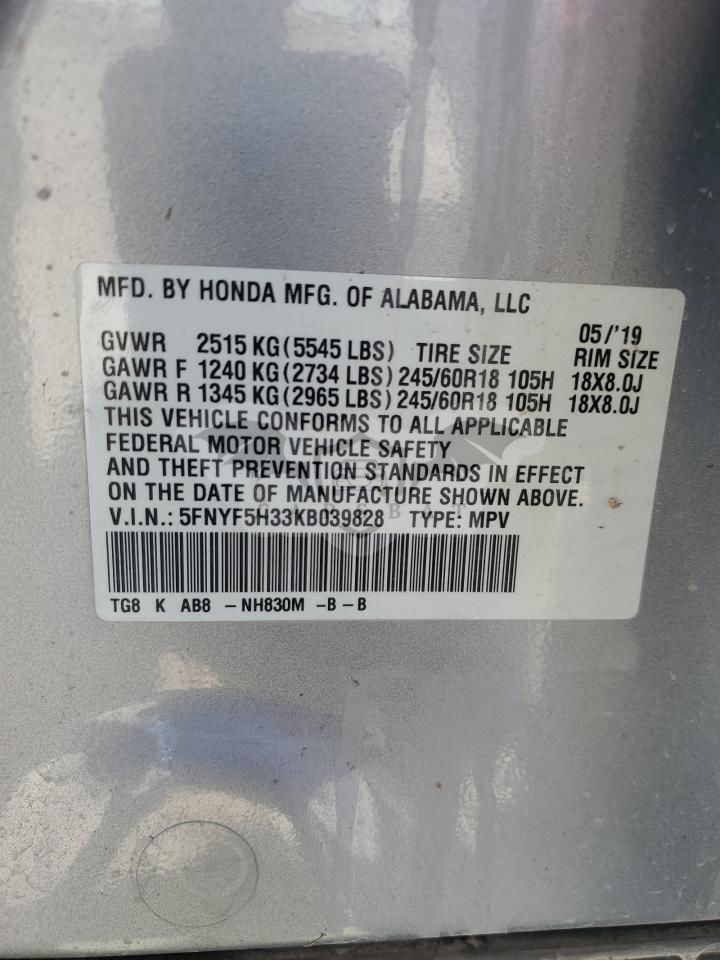 MFD. BY HONDA MFG. OF ALABAMA, LLC
05/'19
GVWR 2515 KG (5545 LBS) TIRE SIZE RIM SIZE
GAWR F 1240 KG (2734 LBS) 245/60R18 105H 18X8.0J
GAWR R 1345 KG (2965 LBS) 245/60R18 105H 18X8.0J
THIS VEHICLE CONFORMS TO ALL APPLICABLE
FEDERAL MOTOR VEHICLE SAFETY
AND THEFT PREVENTION STANDARDS IN EFFECT
ON THE DATE OF MANUFACTURE SHOWN ABOVE.
V.I.N.: 5FNYF5H33KB039828 TYPE: MPV
TG8 K AB8 -NH830M -B-B